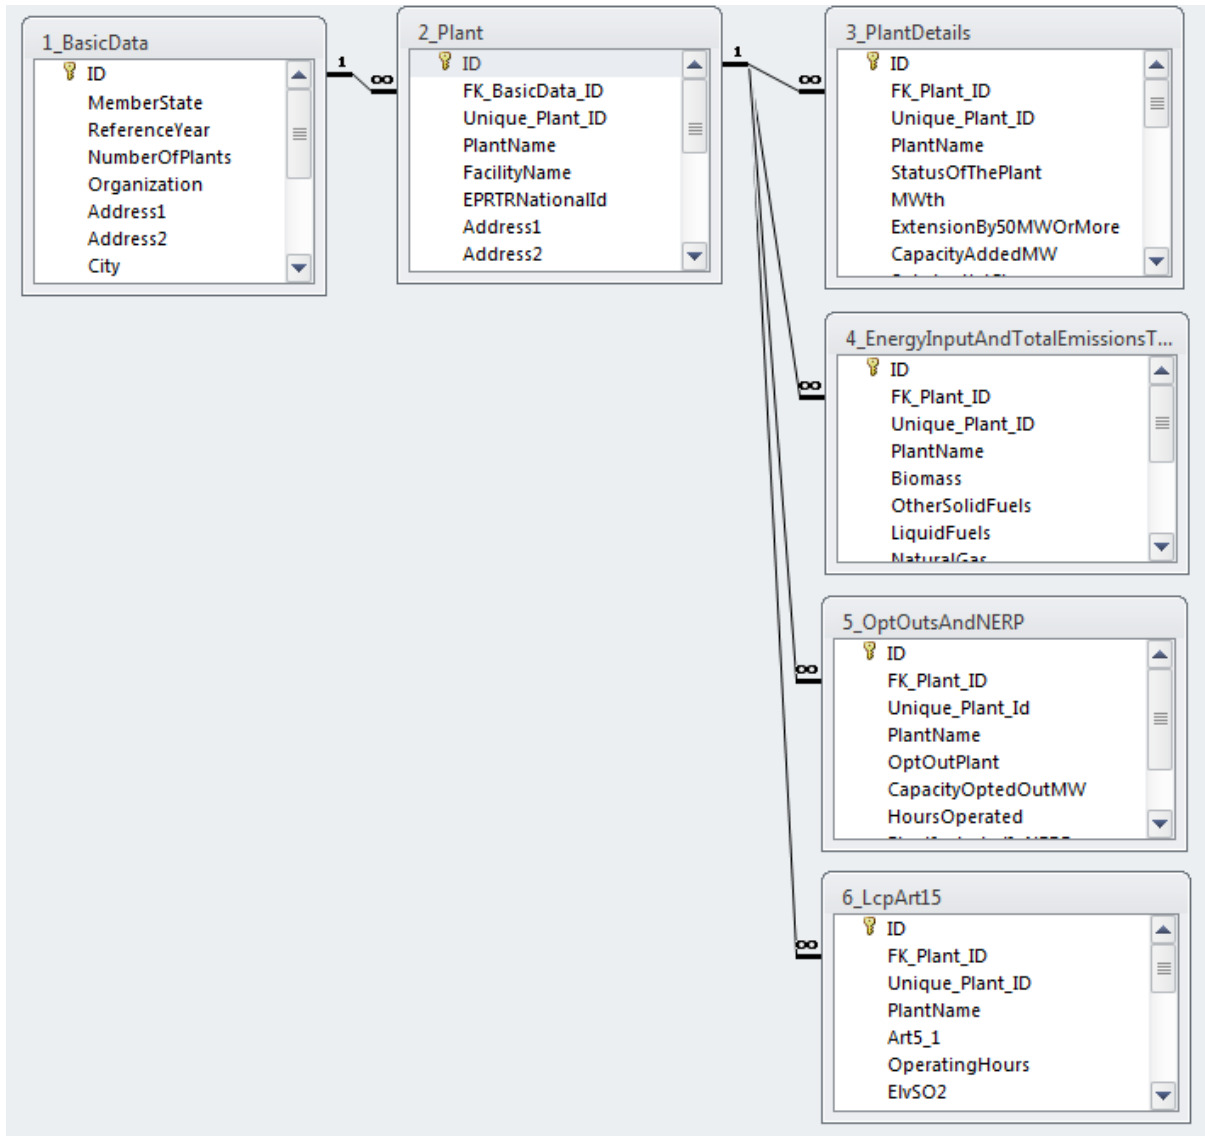 1_BasicData
ID
MemberState
ReferenceYear
NumberOfPlants
Organization
Address1
Address2
City
1
∞
2_Plant
ID
FK_BasicData_ID
Unique_Plant_ID
PlantName
FacilityName
EPRTRNationalId
Address1
Address2
1
∞
3_PlantDetails
ID
FK_Plant_ID
Unique_Plant_ID
PlantName
StatusOfThePlant
MWth
ExtensionBy50MWOrMore
CapacityAddedMW
∞
4_EnergyInputAndTotalEmissionsT...
ID
FK_Plant_ID
Unique_Plant_ID
PlantName
Biomass
OtherSolidFuels
LiquidFuels
NaturalGas
∞
5_OptOutsAndNERP
ID
FK_Plant_ID
Unique_Plant_Id
PlantName
OptOutPlant
CapacityOptedOutMW
HoursOperated
∞
6_LcpArt15
ID
FK_Plant_ID
Unique_Plant_ID
PlantName
Art5_1
OperatingHours
ElvSO2